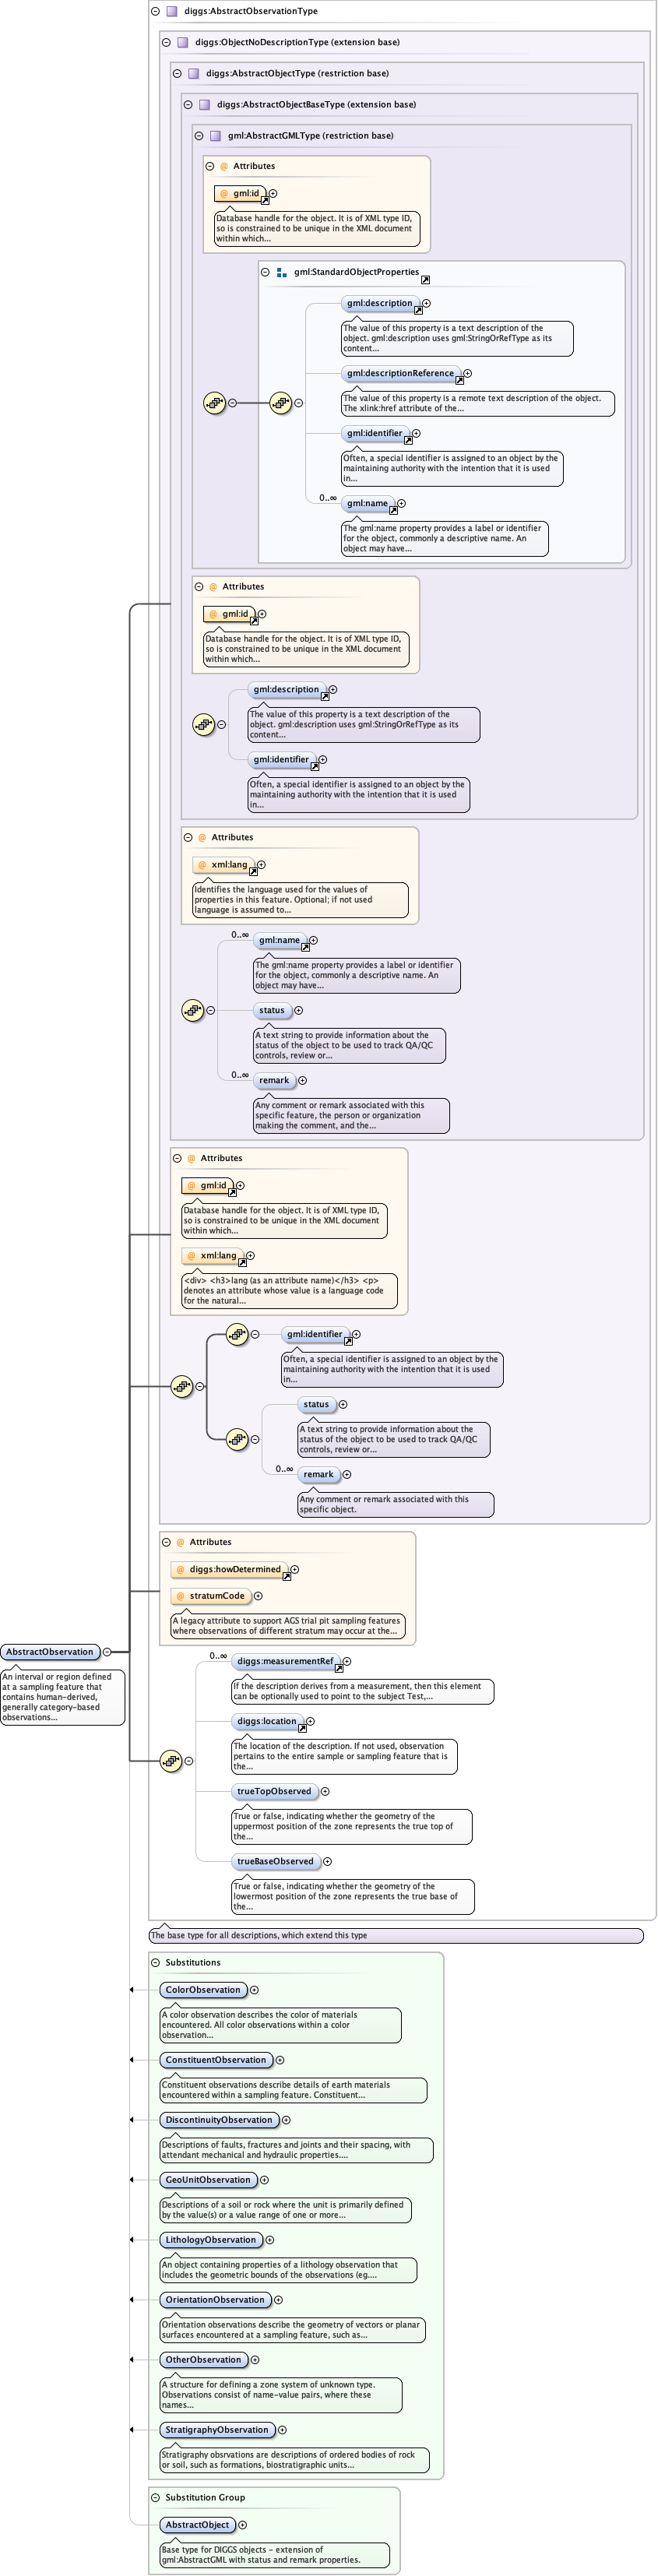 diggs:AbstractObservationType
diggs:ObjectNoDescriptionType (extension base)
diggs:AbstractObjectType (restriction base)
diggs:AbstractObjectBaseType (extension base)
gml:AbstractGMLType (restriction base)
@ Attributes
@ gml:id
Database handle for the object. It is of XML type ID,
so is constrained to be unique in the XML document
within which...
gml:StandardObjectProperties
gml:description
The value of this property is a text description of the
object. gml:description uses gml:StringOrRefType as its
content...
gml:descriptionReference
The value of this property is a remote text description of the object.
The xlink:href attribute of the...
gml:identifier
Often, a special identifier is assigned to an object by the
maintaining authority with the intention that it is used
in...
0..∞
gml:name
The gml:name property provides a label or identifier
for the object, commonly a descriptive name. An
object may have...
@ Attributes
@ gml:id
Database handle for the object. It is of XML type ID,
so is constrained to be unique in the XML document
within which...
gml:description
The value of this property is a text description of the
object. gml:description uses gml:StringOrRefType as its
content...
gml:identifier
Often, a special identifier is assigned to an object by the
maintaining authority with the intention that it is used
in...
@ Attributes
@ xml:lang
Identifies the language used for the values of
properties in this feature. Optional; if not used
language is assumed to...
0..∞
gml:name
The gml:name property provides a label or identifier
for the object, commonly a descriptive name. An
object may have...
status
A text string to provide information about the
status of the object to be used to track QA/QC
controls, review or...
0..∞
remark
Any comment or remark associated with this
specific feature, the person or organization
making the comment, and the...
@ Attributes
@ gml:id
Database handle for the object. It is of XML type ID,
so is constrained to be unique in the XML document
within which...
@ xml:lang
<div> <h3>lang (as an attribute name)</h3> <p>
denotes an attribute whose value is a language code
for the natural...
gml:identifier
Often, a special identifier is assigned to an object by the
maintaining authority with the intention that it is used
in...
status
A text string to provide information about the
status of the object to be used to track QA/QC
controls, review or...
0..∞
remark
Any comment or remark associated with this
specific object.
@ Attributes
@ diggs:howDetermined
@ stratumCode
A legacy attribute to support AGS trial pit sampling features
where observations of different stratum may occur at the...
AbstractObservation
An interval or region defined
at a sampling feature that
contains human-derived,
generally category-based
observations...
0..∞
diggs:measurementRef
If the description derives from a measurement, then this element
can be optionally used to point to the subject Test,...
diggs:location
The location of the description. If not used, observation
pertains to the entire sample or sampling feature that is
the...
trueTopObserved
True or false, indicating whether the geometry of the
uppermost position of the zone represents the true top of
the...
trueBaseObserved
True or false, indicating whether the geometry of the
lowermost position of the zone represents the true base of
the...
The base type for all descriptions, which extend this type
Substitutions
ColorObservation
A color observation describes the color of materials
encountered. All color observations within a color
observation...
ConstituentObservation
Constituent observations describe details of earth materials
encountered within a sampling feature. Constituent...
DiscontinuityObservation
Descriptions of faults, fractures and joints and their spacing, with
attendant mechanical and hydraulic properties....
GeoUnitObservation
Descriptions of a soil or rock where the unit is primarily defined
by the value(s) or a value range of one or more...
LithologyObservation
An object containing properties of a lithology observation that
includes the geometric bounds of the observations (eg....
OrientationObservation
Orientation observations describe the geometry of vectors or planar
surfaces encountered at a sampling feature, such as...
OtherObservation
A structure for defining a zone system of unknown type.
Observations consist of name-value pairs, where these
names...
StratigraphyObservation
Stratigraphy obsrvations are descriptions of ordered bodies of rock
or soil, such as formations, biostratigraphic units...
Substitution Group
AbstractObject
Base type for DIGGS objects - extension of
gml:AbstractGML with status and remark properties.